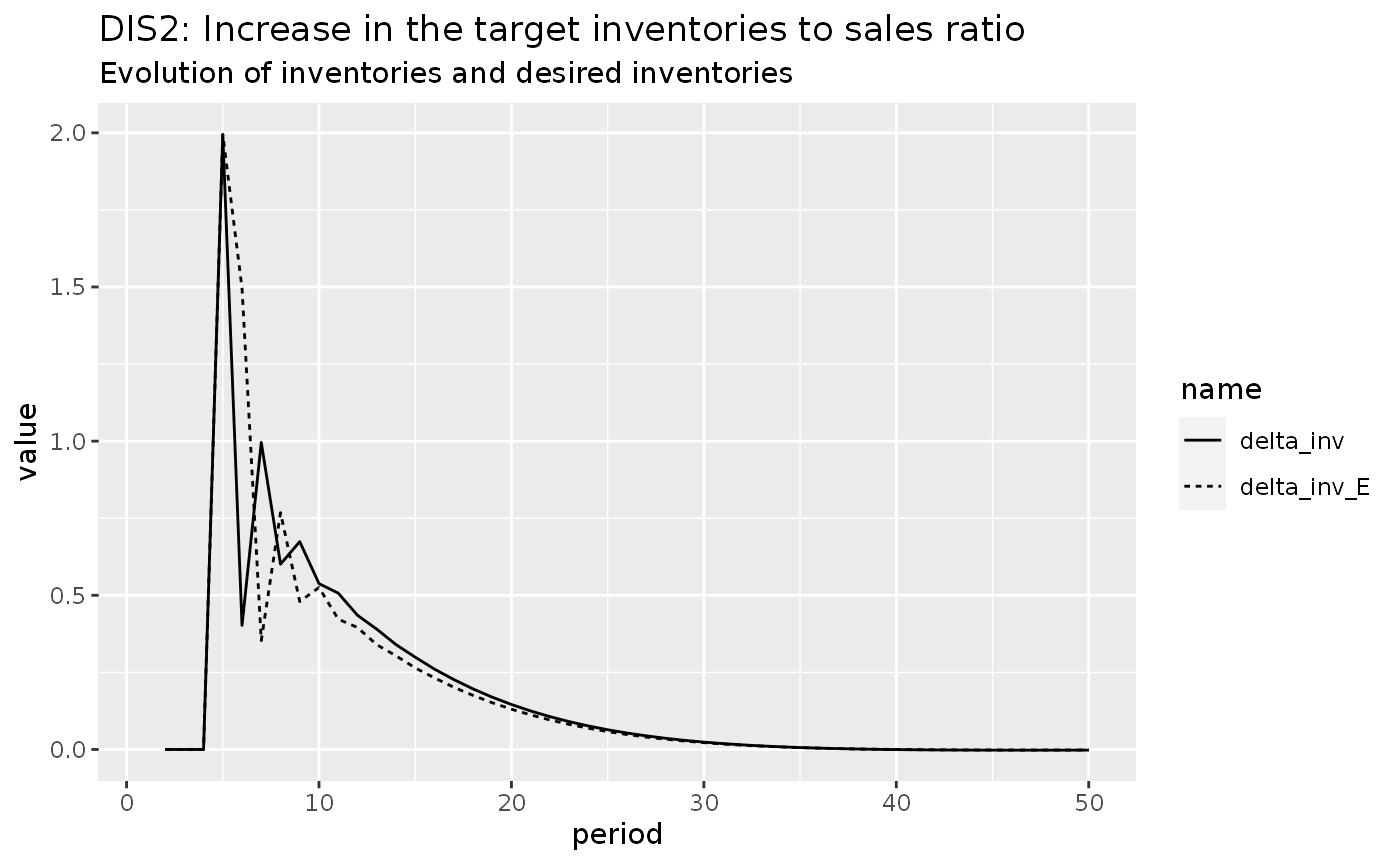 DIS2: Increase in the target inventories to sales ratio
Evolution of inventories and desired inventories
2.0
1.5
1.0
0.5
0.0
value
0 10 20 30 40 50
period
name
delta_inv
delta_inv_E